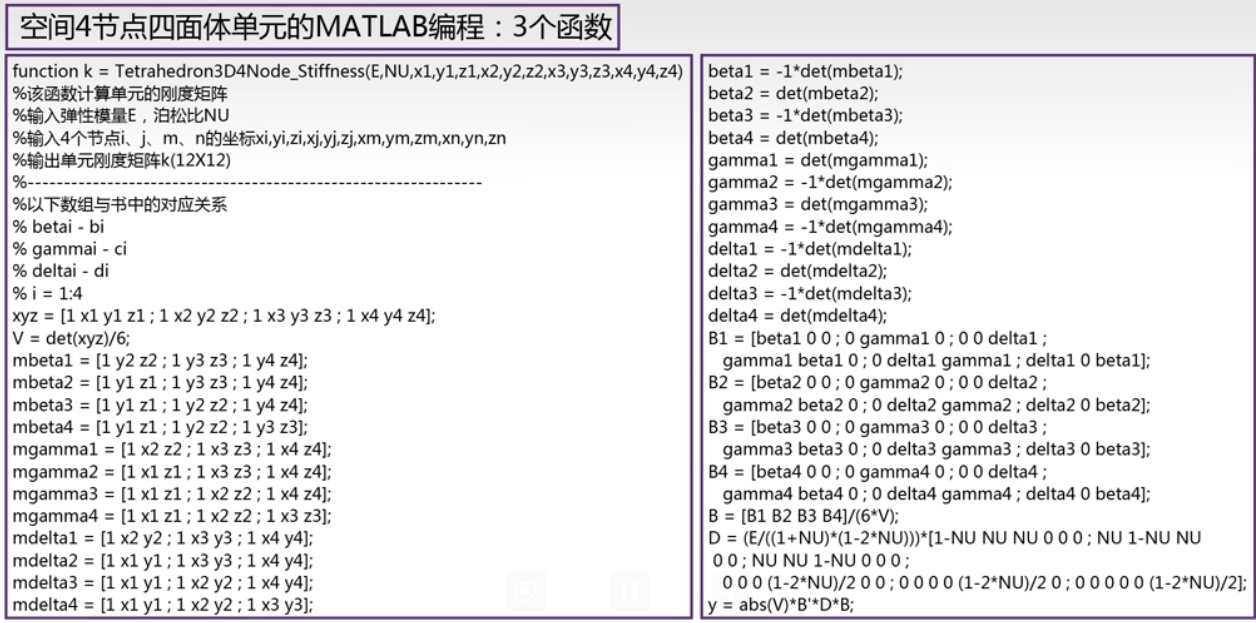 空间4节点四面体单元的MATLAB编程：3个函数
function k = Tetrahedron3D4Node_Stiffness(E,NU,x1,y1,z1,x2,y2,z2,x3,y3,z3,x4,y4,z4)
%该函数计算单元的刚度矩阵
%输入弹性模量E，泊松比NU
%输入4个节点i、j、m、n的坐标xi,yi,zi,xj,yj,zj,xm,ym,zm,xn,yn,zn
%输出单元刚度矩阵k(12X12)
%---------------------------------------------------------------
%以下数组与书中的对应关系
% betai - bi
% gammai - ci
% deltai - di
% i = 1:4
xyz = [1 x1 y1 z1 ; 1 x2 y2 z2 ; 1 x3 y3 z3 ; 1 x4 y4 z4];
V = det(xyz)/6;
mbeta1 = [1 y2 z2 ; 1 y3 z3 ; 1 y4 z4];
mbeta2 = [1 y1 z1 ; 1 y3 z3 ; 1 y4 z4];
mbeta3 = [1 y1 z1 ; 1 y2 z2 ; 1 y4 z4];
mbeta4 = [1 y1 z1 ; 1 y2 z2 ; 1 y3 z3];
mgamma1 = [1 x2 z2 ; 1 x3 z3 ; 1 x4 z4];
mgamma2 = [1 x1 z1 ; 1 x3 z3 ; 1 x4 z4];
mgamma3 = [1 x1 z1 ; 1 x2 z2 ; 1 x4 z4];
mgamma4 = [1 x1 z1 ; 1 x2 z2 ; 1 x3 z3];
mdelta1 = [1 x2 y2 ; 1 x3 y3 ; 1 x4 y4];
mdelta2 = [1 x1 y1 ; 1 x3 y3 ; 1 x4 y4];
mdelta3 = [1 x1 y1 ; 1 x2 y2 ; 1 x4 y4];
mdelta4 = [1 x1 y1 ; 1 x2 y2 ; 1 x3 y3];
beta1 = -1*det(mbeta1);
beta2 = det(mbeta2);
beta3 = -1*det(mbeta3);
beta4 = det(mbeta4);
gamma1 = det(mgamma1);
gamma2 = -1*det(mgamma2);
gamma3 = det(mgamma3);
gamma4 = -1*det(mgamma4);
delta1 = -1*det(mdelta1);
delta2 = det(mdelta2);
delta3 = -1*det(mdelta3);
delta4 = det(mdelta4);
B1 = [beta1 0 0 ; 0 gamma1 0 ; 0 0 delta1 ;
gamma1 beta1 0 ; 0 delta1 gamma1 ; delta1 0 beta1];
B2 = [beta2 0 0 ; 0 gamma2 0 ; 0 0 delta2 ;
gamma2 beta2 0 ; 0 delta2 gamma2 ; delta2 0 beta2];
B3 = [beta3 0 0 ; 0 gamma3 0 ; 0 0 delta3 ;
gamma3 beta3 0 ; 0 delta3 gamma3 ; delta3 0 beta3];
B4 = [beta4 0 0 ; 0 gamma4 0 ; 0 0 delta4 ;
gamma4 beta4 0 ; 0 delta4 gamma4 ; delta4 0 beta4];
B = [B1 B2 B3 B4]/(6*V);
D = (E/((1+NU)*(1-2*NU)))*[1-NU NU NU 0 0 0 ; NU 1-NU NU
0 0 ; NU NU 1-NU 0 0 0 ;
0 0 0 (1-2*NU)/2 0 0 ; 0 0 0 0 (1-2*NU)/2 0 ; 0 0 0 0 0 (1-2*NU)/2];
y = abs(V)*B'*D*B;